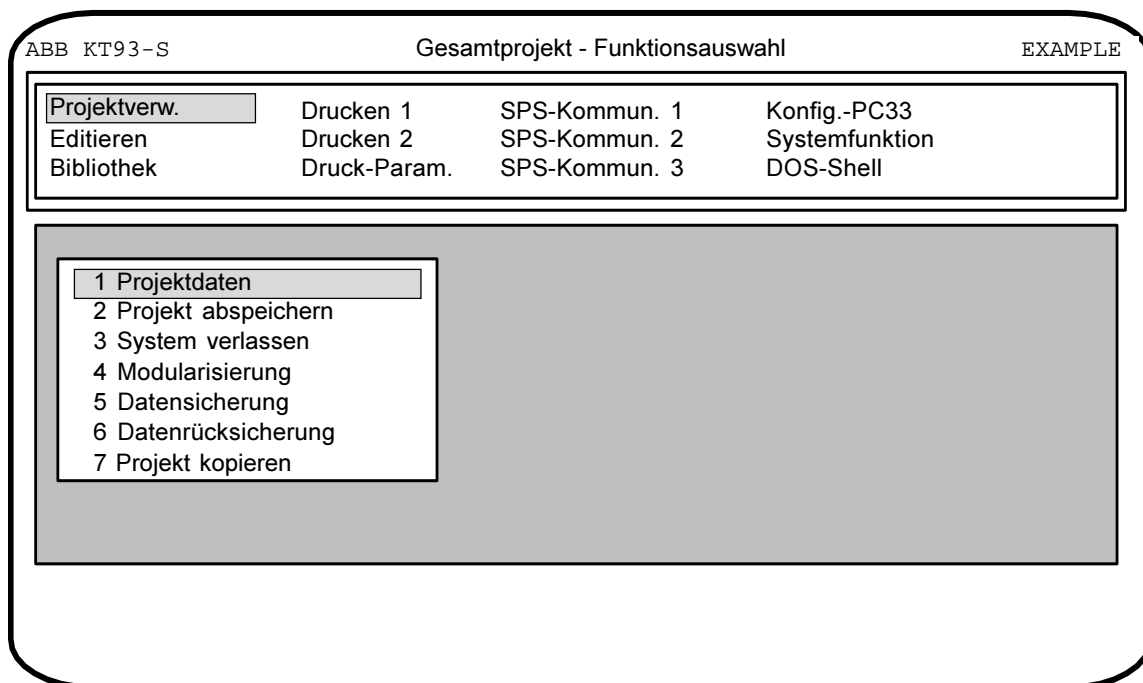 ABB KT93-S Gesamtprojekt - Funktionsauswahl EXAMPLE
Projektverw. Drucken 1 SPS-Kommun. 1 Konfig.-PC33
Editieren Drucken 2 SPS-Kommun. 2 Systemfunktion
Bibliothek Druck-Param. SPS-Kommun. 3 DOS-Shell
1 Projektdaten
2 Projekt abspeichern
3 System verlassen
4 Modularisierung
5 Datensicherung
6 Datenrücksicherung
7 Projekt kopieren